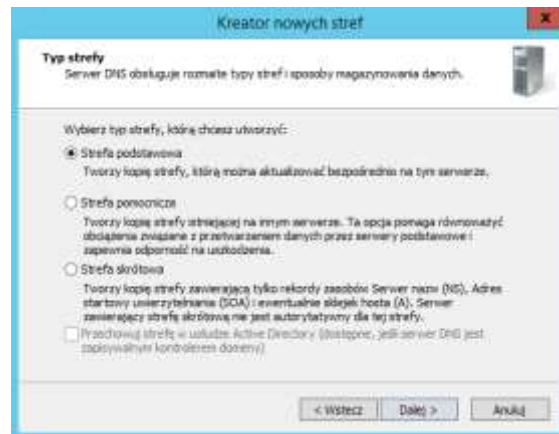 Kreator nowych stref
x
Typ strefy
Serwer DNS obsługuje rozmaite typy stref i sposoby magazynowania danych.
Wybierz typ strefy, którą chcesz utworzyć:
Strefa podstawowa
Tworzy kopię strefy, którą można aktualizować bezpośrednio na tym serwerze.
Strefa pomocnicza
Tworzy kopię strefy istniejącej na innym serwerze. Ta opcja pomaga równoważyć
obciążenia związane z przetwarzaniem danych przez serwery podstawowe i
zapewnia odporność na uszkodzenia.
Strefa skrótowa
Tworzy kopię strefy zawierającą tylko rekordy zasobów Serwer nazw (NS), Adres
startowy uwierzytelniania (SOA) i ewentualnie sklejek hosta (A). Serwer
zawierający strefę skrótową nie jest autorytatywny dla tej strefy.
Przechowuj strefę w usłudze Active Directory (dostępne, jeśli serwer DNS jest
zapisywalnym kontrolerem domeny)
< Wstecz
Dalej >
Anuluj